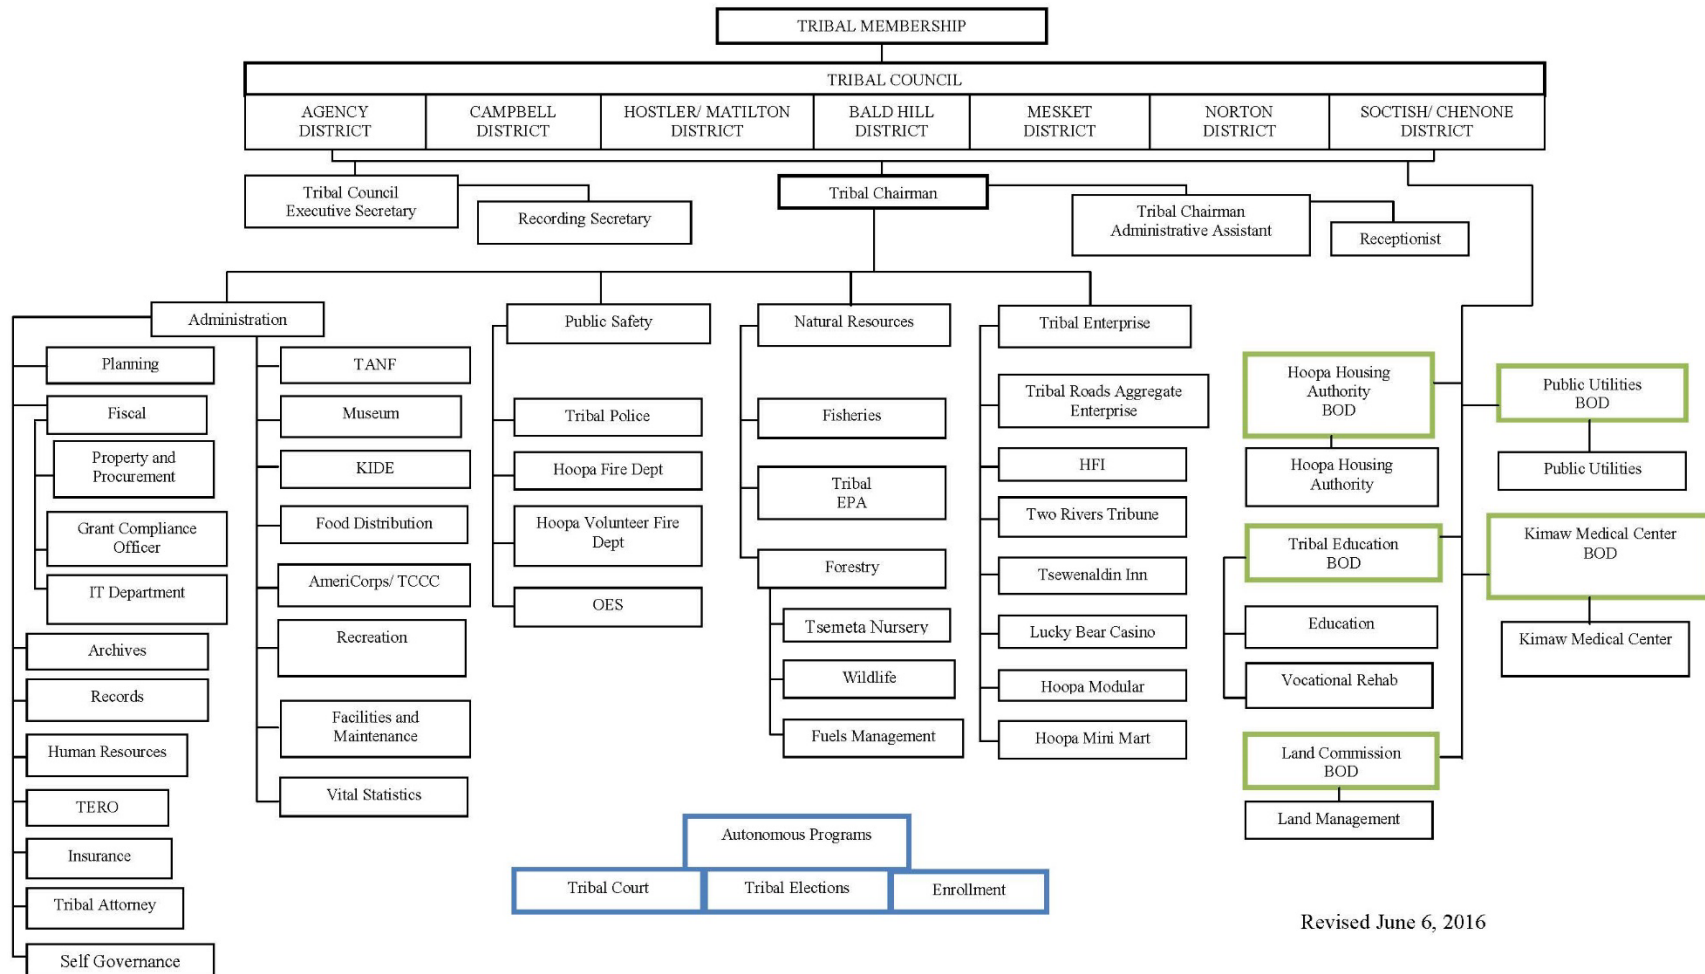 TRIBAL MEMBERSHIP
TRIBAL COUNCIL
AGENCY
DISTRICT
CAMPBELL
DISTRICT
HOSTLER/ MATILTON
DISTRICT
BALD HILL
DISTRICT
MESKET
DISTRICT
NORTON
DISTRICT
SOCTISH/ CHENONE
DISTRICT
Tribal Council
Executive Secretary
Recording Secretary
Tribal Chairman
Tribal Chairman
Administrative Assistant
Receptionist
Administration
Planning
Fiscal
Property and
Procurement
Grant Compliance
Officer
IT Department
Archives
Records
Human Resources
TERO
Insurance
Tribal Attorney
Self Governance
TANF
Museum
KIDE
Food Distribution
AmeriCorps/ TCCC
Recreation
Facilities and
Maintenance
Vital Statistics
Public Safety
Tribal Police
Hoopa Fire Dept
Hoopa Volunteer Fire
Dept
OES
Natural Resources
Fisheries
Tribal
EPA
Forestry
Tsemeta Nursery
Wildlife
Fuels Management
Tribal Enterprise
Tribal Roads Aggregate
Enterprise
HFI
Two Rivers Tribune
Tsewenaldin Inn
Lucky Bear Casino
Hoopa Modular
Hoopa Mini Mart
Hoopa Housing
Authority
BOD
Hoopa Housing
Authority
Public Utilities
BOD
Public Utilities
Tribal Education
BOD
Education
Vocational Rehab
Kimaw Medical Center
BOD
Kimaw Medical Center
Land Commission
BOD
Land Management
Autonomous Programs
Tribal Court
Tribal Elections
Enrollment
Revised June 6, 2016